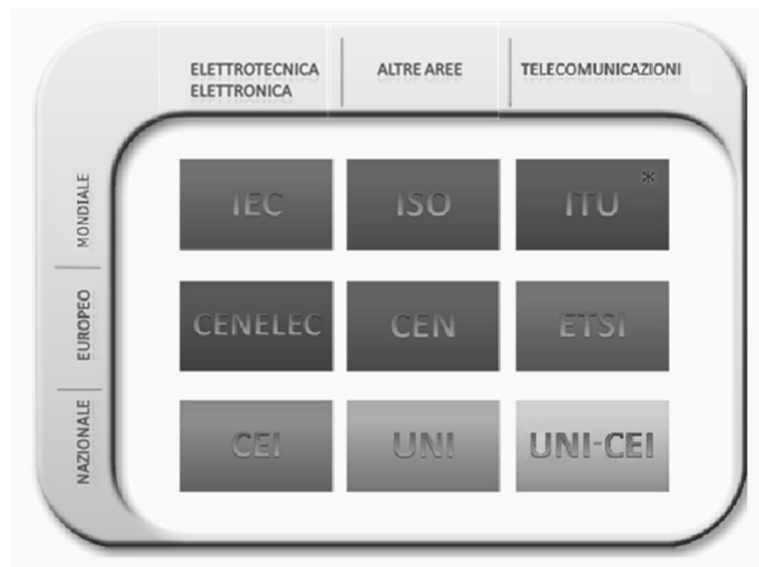 ELETTROTECNICA
ELETTRONICA
ALTRE AREE
TELECOMUNICAZIONI
MONDIALE
IEC
ISO
ITU *
EUROPEO
CENELEC
CEN
ETSI
NAZIONALE
CEI
UNI
UNI-CEI